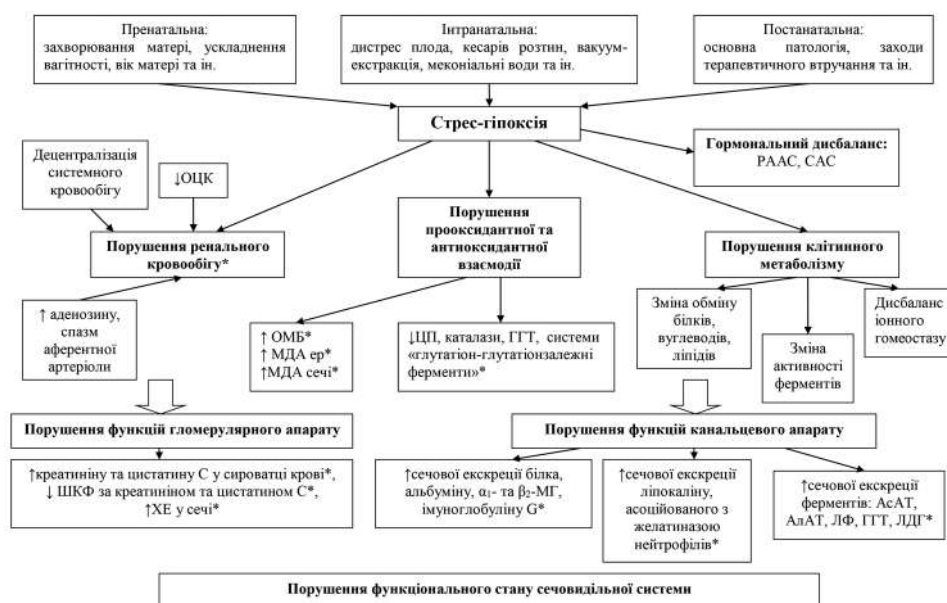 Пренатальна:
захворювання матері, ускладнення
вагітності, вік матері та ін.
Інтранатальна:
дистрес плода, кесарів розтин, вакуум-
екстракція, меконіальні води та ін.
Постанатальна:
основна патологія, заходи
терапевтичного втручання та ін.
Стрес-гіпоксія
Гормональний дисбаланс:
РААС, САС
Децентралізація
системного
кровообігу
↓ОЦК
Порушення ренального
кровообігу*
Порушення
прооксидантної та
антиоксидантної
взаємодії
Порушення клітинного
метаболізму
↑ аденозину,
спазм
аферентної
артеріоли
↑ ОМБ*
↑ МДА ер*
↑МДА сечі*
↓ЦП, каталази, ГГТ, системи
«глутатіон-глутатіонзалежні
ферменти»*
Зміна обміну
білків,
вуглеводів,
ліпідів
Зміна
активності
ферментів
Дисбаланс
іонного
гомеостазу
Порушення функцій гломерулярного апарату
Порушення функцій канальцевого апарату
↑креатиніну та цистатину С у сироватці крові*,
↓ ШКФ за креатиніном та цистатином С*,
↑ХЕ у сечі*
↑сечової екскреції білка,
альбуміну, α₁- та β₂-МГ,
імуноглобуліну G*
↑сечової екскреції
ліпокаліну,
асоційованого з
желатиназою
нейтрофілів*
↑сечової екскреції
ферментів: АсАТ,
АлАТ, ЛФ, ГГТ, ЛДГ*
Порушення функціонального стану сечовидільної системи